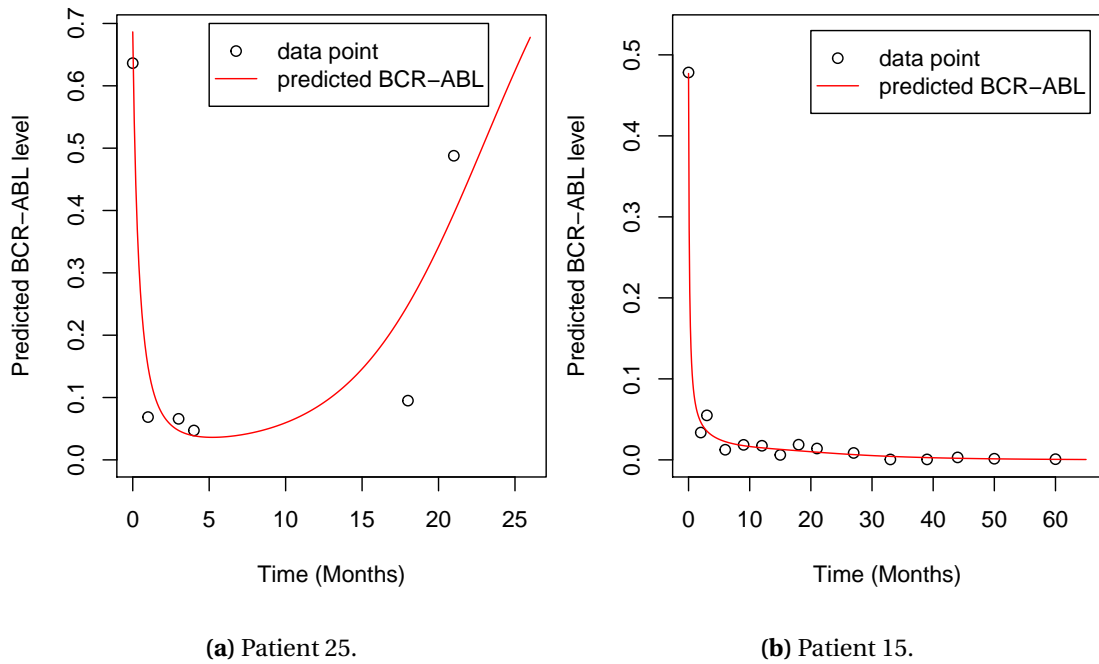 0.7
0.6
0.5
0.4
0.3
0.2
0.1
0.0
Predicted BCR−ABL level
data point
predicted BCR−ABL
0 5 10 15 20 25
Time (Months)
(a) Patient 25.
0.5
0.4
0.3
0.2
0.1
0.0
Predicted BCR−ABL level
data point
predicted BCR−ABL
0 10 20 30 40 50 60
Time (Months)
(b) Patient 15.